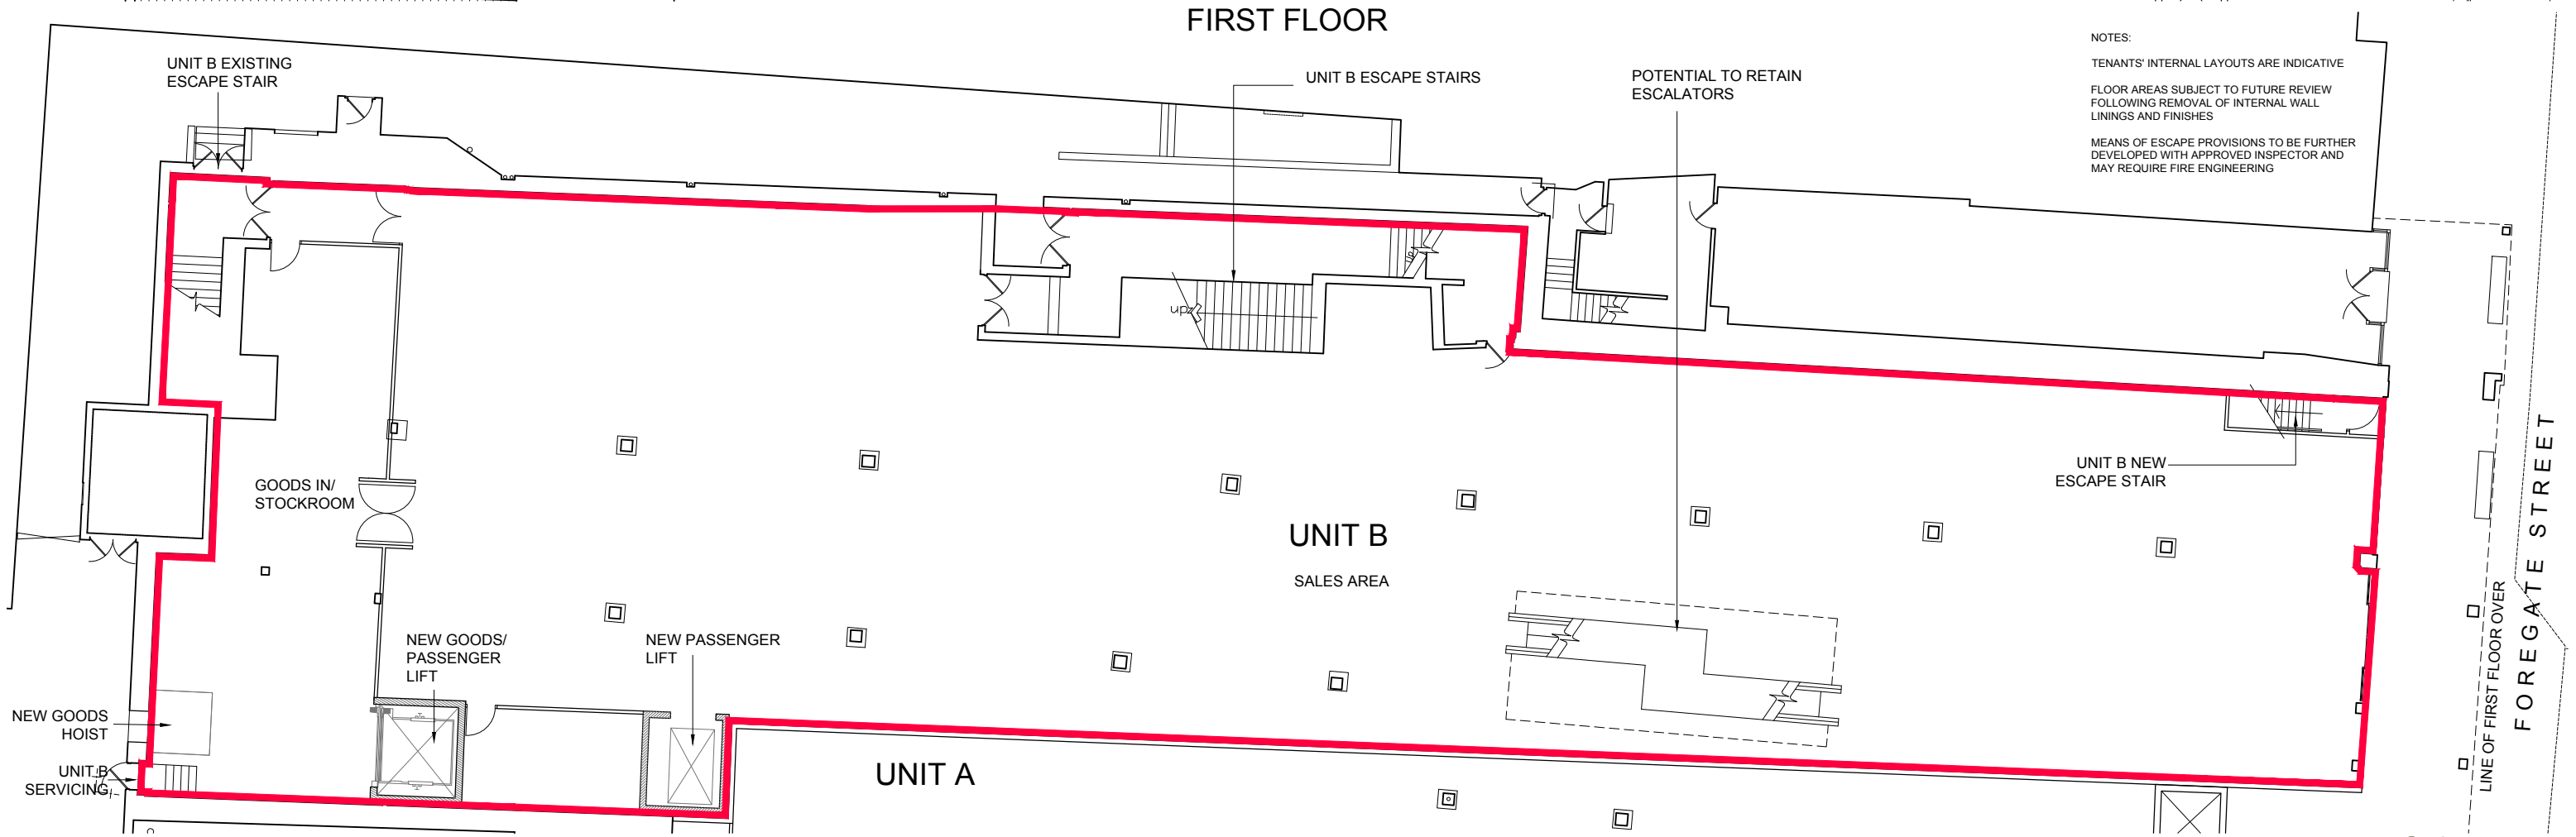 FIRST FLOOR
NOTES:
TENANTS' INTERNAL LAYOUTS ARE INDICATIVE
FLOOR AREAS SUBJECT TO FUTURE REVIEW
FOLLOWING REMOVAL OF INTERNAL WALL
LININGS AND FINISHES
MEANS OF ESCAPE PROVISIONS TO BE FURTHER
DEVELOPED WITH APPROVED INSPECTOR AND
MAY REQUIRE FIRE ENGINEERING
UNIT B EXISTING
ESCAPE STAIR
UNIT B ESCAPE STAIRS
POTENTIAL TO RETAIN
ESCALATORS
up
up
dn
UNIT B NEW
ESCAPE STAIR
GOODS IN/
STOCKROOM
UNIT B
SALES AREA
NEW GOODS/
PASSENGER
LIFT
NEW PASSENGER
LIFT
NEW GOODS
HOIST
UNIT B
SERVICING
UNIT A
LINE OF FIRST FLOOR OVER
FOREGATE STREET